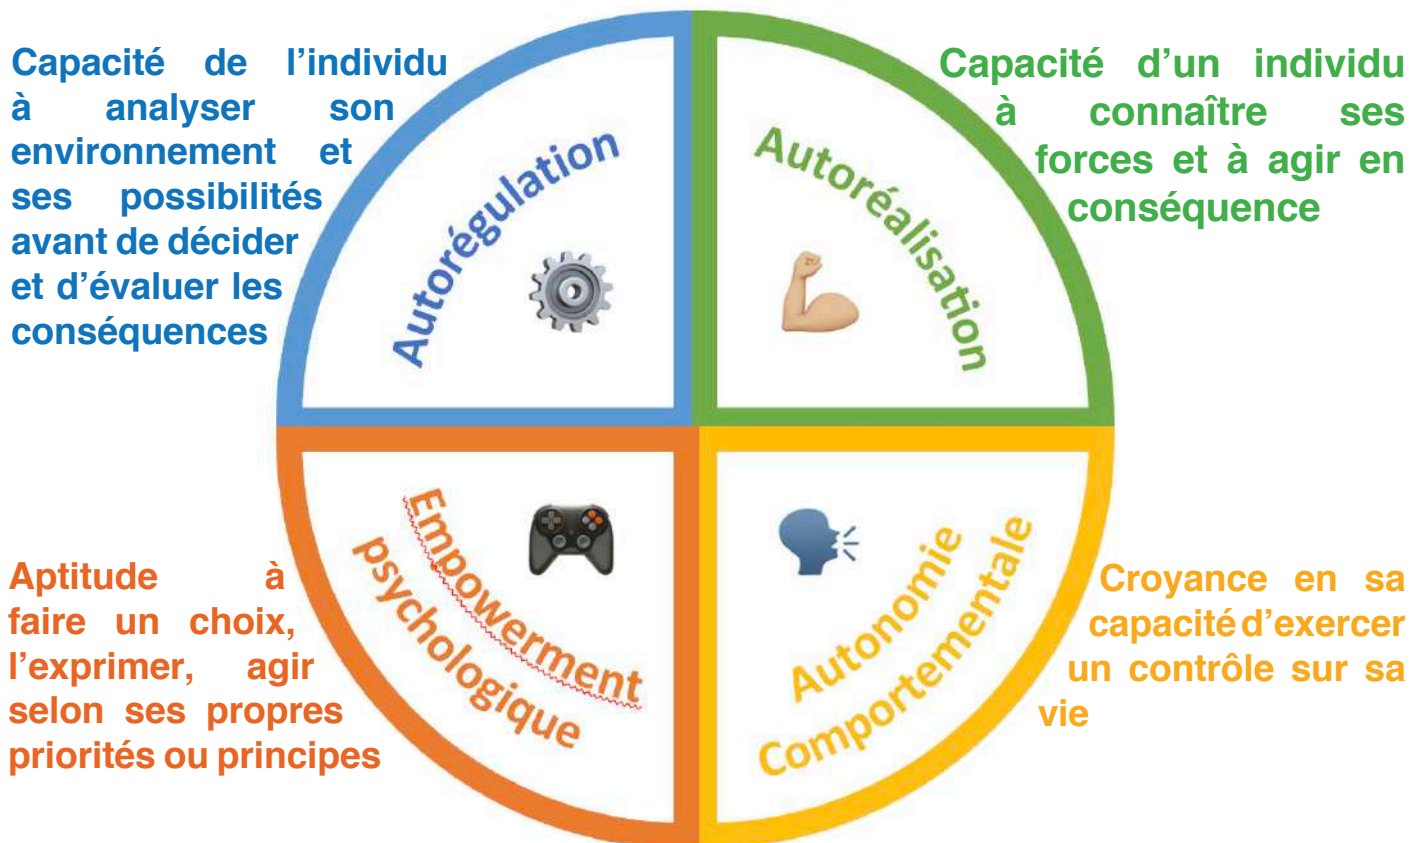 Capacité de l’individu
à analyser son
environnement et
ses possibilités
avant de décider
et d’évaluer les
conséquences
Autorégulation
Autoréalisation
Capacité d’un individu
à connaître ses
forces et à agir en
conséquence
Aptitude à
faire un choix,
l’exprimer, agir
selon ses propres
priorités ou principes
Empowerment
psychologique
Autonomie
Comportementale
Croyance en sa
capacité d’exercer
un contrôle sur sa
vie